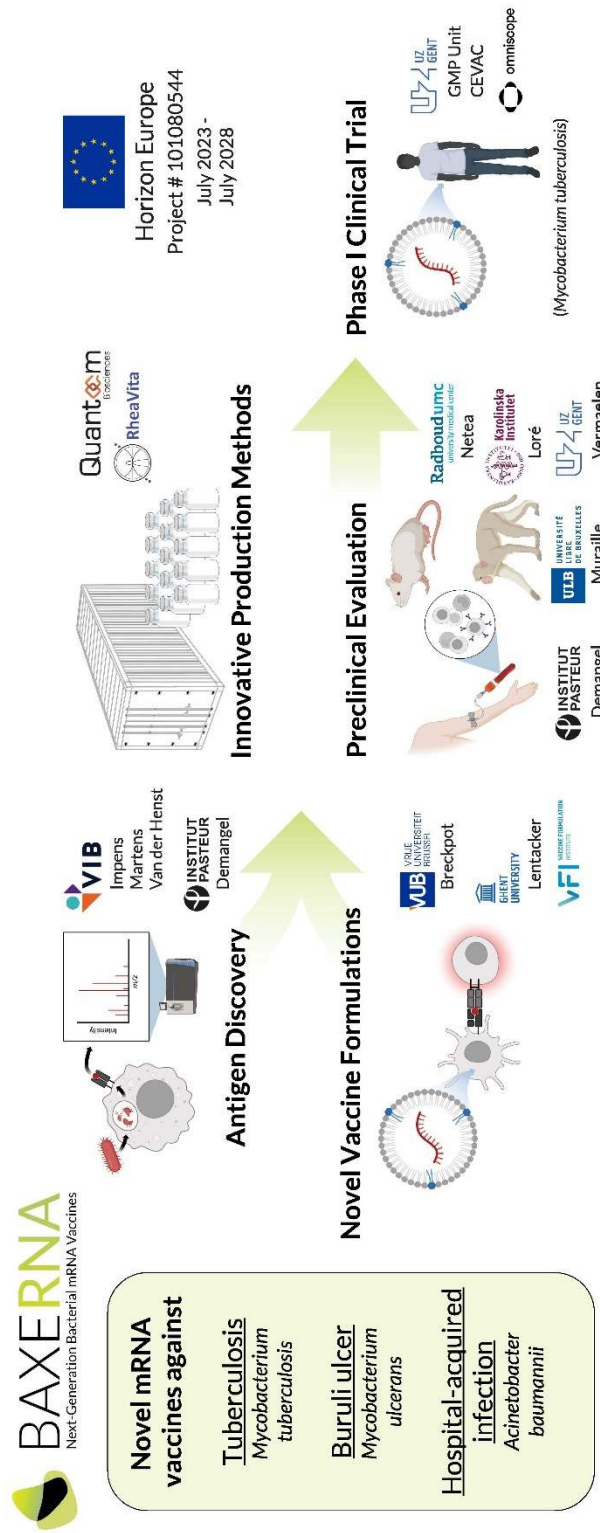 BAXERNA
Next-Generation Bacterial mRNA Vaccines
Novel mRNA
vaccines against
Tuberculosis
Mycobacterium
tuberculosis
Buruli ulcer
Mycobacterium
ulcerans
Hospital-acquired
infection
Acinetobacter
baumannii
Intensity
m/z
VIB
Impens
Martens
Van der Henst
INSTITUT
PASTEUR
Demangel
Antigen Discovery
Novel Vaccine Formulations
VUB
VRIJE
UNIVERSITEIT
BRUSSEL
Breckpot
GHENT
UNIVERSITY
Lentacker
VFI
VACCINE FORMULATION
INSTITUTE
Quantoom
Biosciences
RheaVita
Innovative Production Methods
Preclinical Evaluation
Radboudumc
university medical center
Netea
Karolinska
Institutet
Loré
INSTITUT
PASTEUR
Demangel
ULB
UNIVERSITÉ
LIBRE
DE BRUXELLES
Muraille
UZ
GENT
Vermaelen
Horizon Europe
Project # 101080544
July 2023 -
July 2028
Phase I Clinical Trial
UZ
GENT
GMP Unit
CEVAC
omniscope
(Mycobacterium tuberculosis)